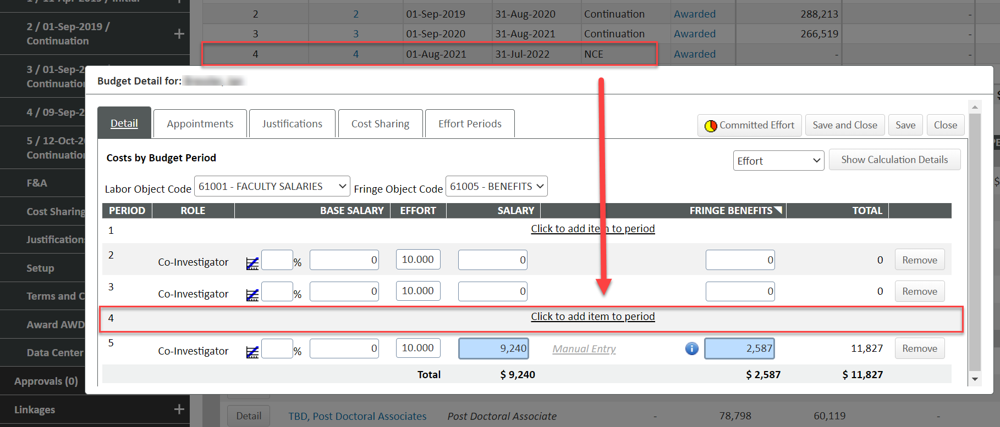 1 / 11-Apr-2019 / Initial
2 / 01-Sep-2019 /
Continuation
3 / 01-Sep-2
Continuation
4 / 09-Sep-2
5 / 12-Oct-20
Continuation
F&A
Cost Sharing
Justifications
Setup
Terms and C
Award AWD
Data Center
Approvals (0)
Linkages
2 2 01-Sep-2019 31-Aug-2020 Continuation Awarded 288,213 -
3 3 01-Sep-2020 31-Aug-2021 Continuation Awarded 266,519 -
4 4 01-Aug-2021 31-Jul-2022 NCE Awarded - -
Budget Detail for:
Detail Appointments Justifications Cost Sharing Effort Periods
Committed Effort Save and Close Save Close
Costs by Budget Period
Effort Show Calculation Details
Labor Object Code 61001 - FACULTY SALARIES Fringe Object Code 61005 - BENEFITS
PERIOD ROLE BASE SALARY EFFORT SALARY FRINGE BENEFITS TOTAL
1 Click to add item to period
2 Co-Investigator % 0 10.000 0 0 0 Remove
3 Co-Investigator % 0 10.000 0 0 0 Remove
4 Click to add item to period
5 Co-Investigator % 0 10.000 9,240 Manual Entry 2,587 11,827 Remove
Total $ 9,240 $ 2,587 $ 11,827
Detail TBD, Post Doctoral Associates Post Doctoral Associate - 78,798 60,119 -